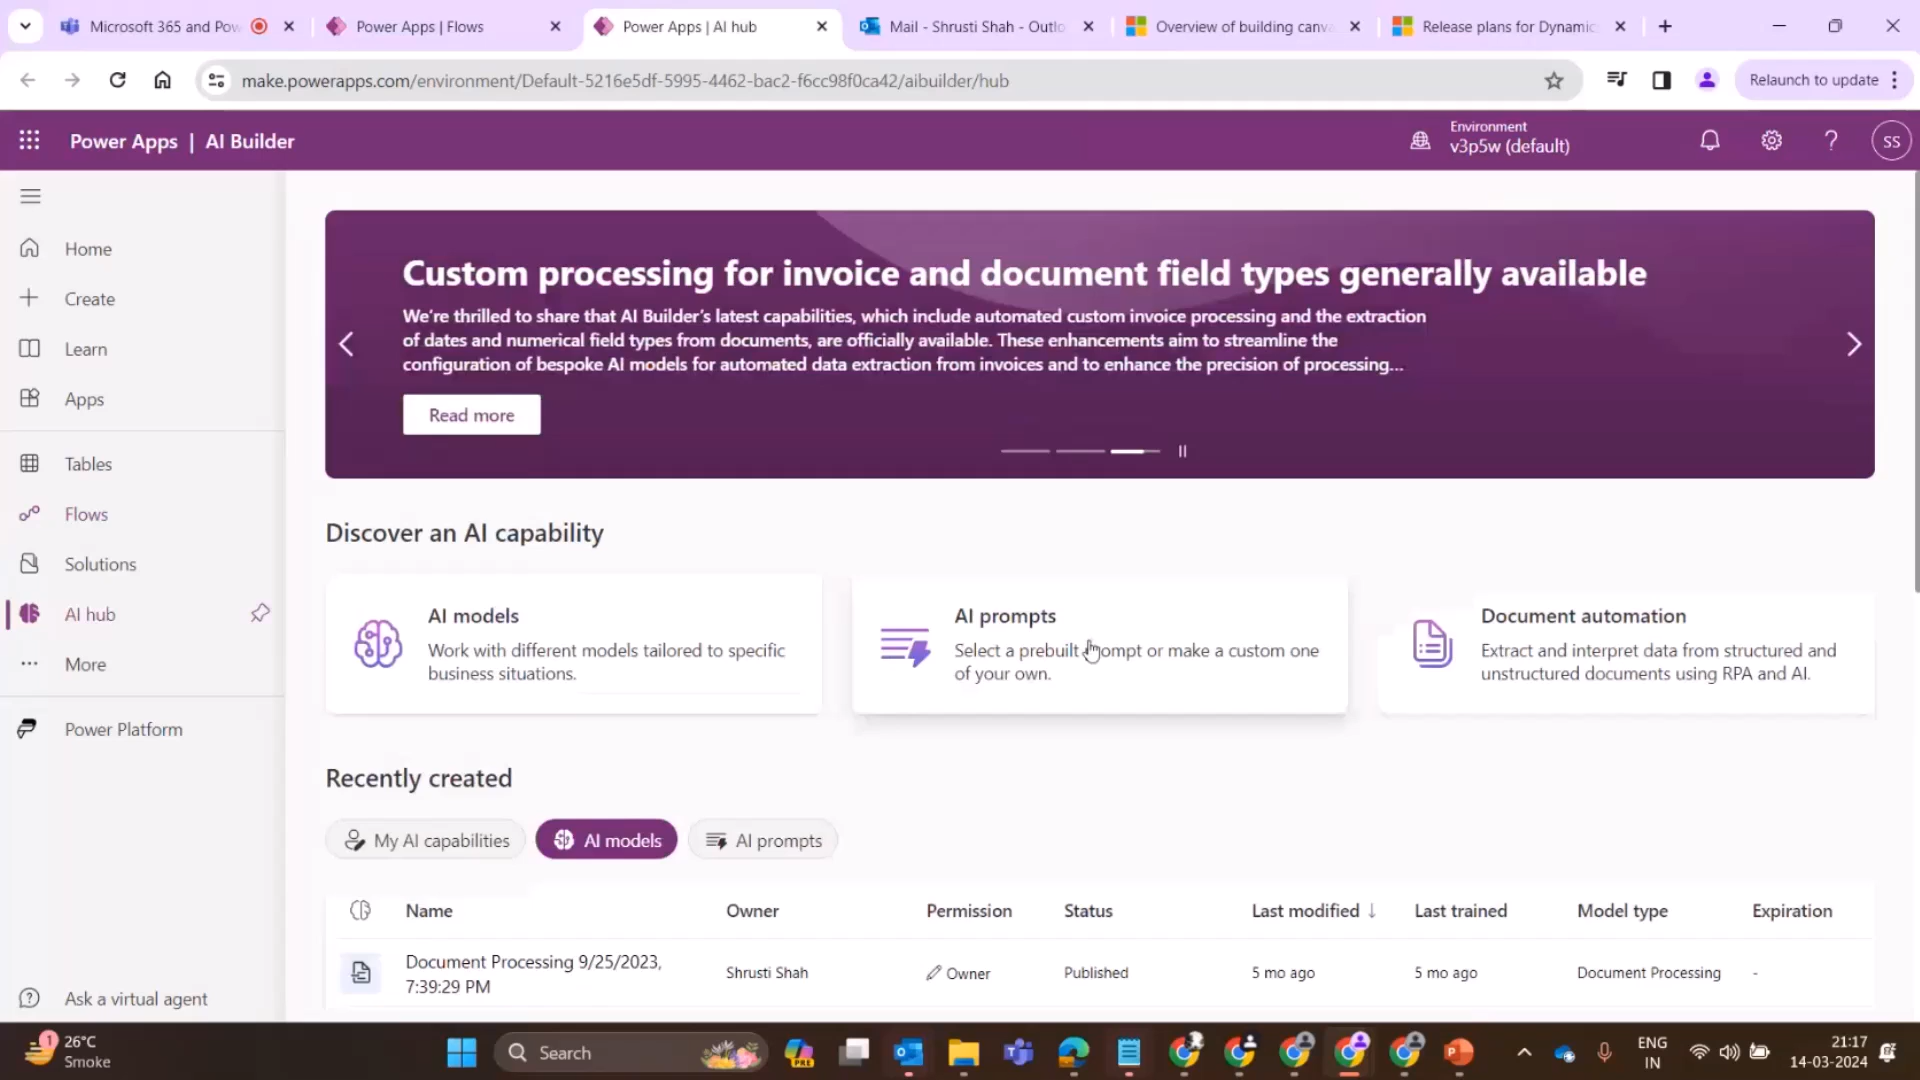 Microsoft 365 and Pow
Power Apps | Flows
Power Apps | AI hub
Mail - Shrusti Shah - Outlo
Overview of building canva
Release plans for Dynamic
make.powerapps.com/environment/Default-5216e5df-5995-4462-bac2-f6cc98f0ca42/aibuilder/hub
Relaunch to update
Power Apps | AI Builder
Environment
v3p5w (default)
?
SS
Home
Create
Learn
Apps
Tables
Flows
Solutions
AI hub
More
Power Platform
Ask a virtual agent
Custom processing for invoice and document field types generally available
We're thrilled to share that AI Builder's latest capabilities, which include automated custom invoice processing and the extraction
of dates and numerical field types from documents, are officially available. These enhancements aim to streamline the
configuration of bespoke AI models for automated data extraction from invoices and to enhance the precision of processing...
Read more
Discover an AI capability
AI models
Work with different models tailored to specific
business situations.
AI prompts
Select a prebuilt prompt or make a custom one
of your own.
Document automation
Extract and interpret data from structured and
unstructured documents using RPA and AI.
Recently created
My AI capabilities
AI models
AI prompts
Name Owner Permission Status Last modified ↓ Last trained Model type Expiration
Document Processing 9/25/2023,
7:39:29 PM
Shrusti Shah Owner Published 5 mo ago 5 mo ago Document Processing -
1
26°C
Smoke
Search
PRE
ENG
IN
21:17
14-03-2024